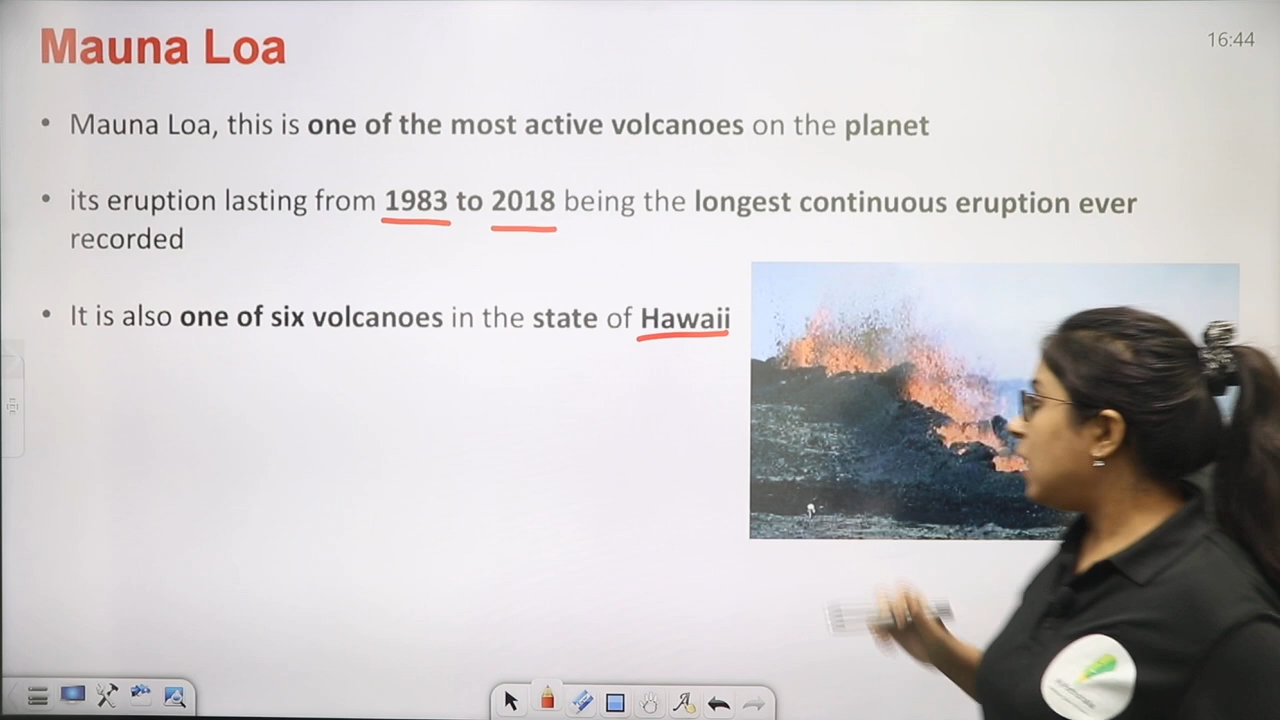 Mauna Loa
16:44
• Mauna Loa, this is one of the most active volcanoes on the planet
• its eruption lasting from 1983 to 2018 being the longest continuous eruption ever
recorded
• It is also one of six volcanoes in the state of Hawaii